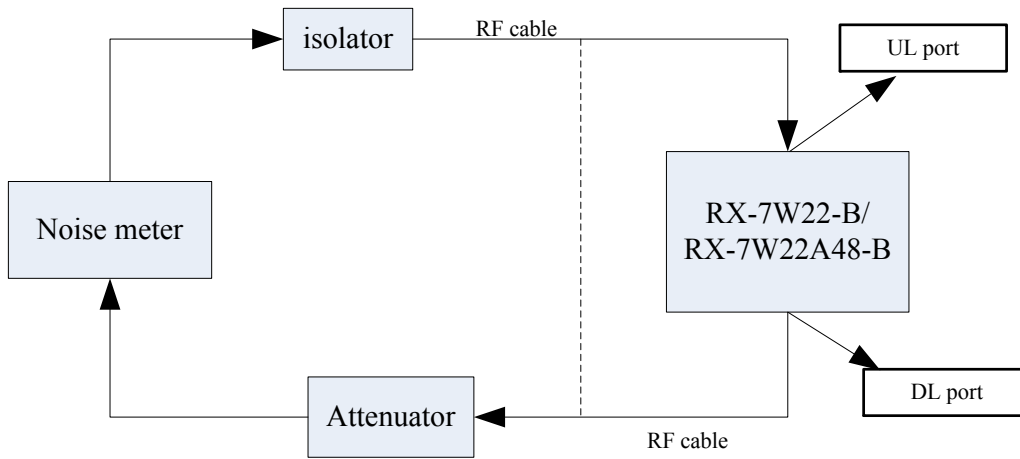 isolator
RF cable
UL port
Noise meter
RX-7W22-B/
RX-7W22A48-B
Attenuator
RF cable
DL port